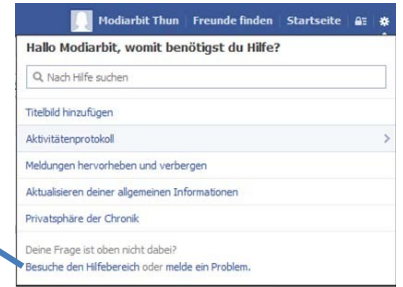 Modiarbit Thun Freunde finden Startseite
Hallo Modiarbit, womit benötigst du Hilfe?
Nach Hilfe suchen
Titelbild hinzufügen
Aktivitätenprotokoll
Meldungen hervorheben und verbergen
Aktualisieren deiner allgemeinen Informationen
Privatsphäre der Chronik
Deine Frage ist oben nicht dabei?
Besuche den Hilfebereich oder melde ein Problem.